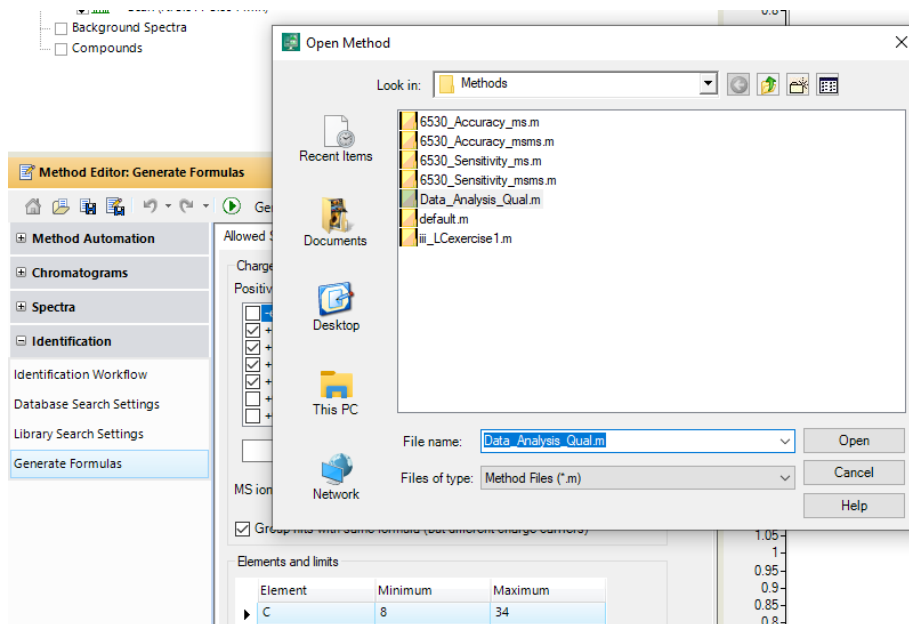 Background Spectra
Compounds
Open Method
Look in:
Methods
6530_Accuracy_ms.m
6530_Accuracy_msms.m
6530_Sensitivity_ms.m
6530_Sensitivity_msms.m
Data_Analysis_Qual.m
default.m
iii_LCexercise1.m
Recent Items
Documents
Desktop
This PC
Network
File name:
Data_Analysis_Qual.m
Open
Files of type:
Method Files (*.m)
Cancel
Help
Method Editor: Generate Formulas
Method Automation
Chromatograms
Spectra
Identification
Identification Workflow
Database Search Settings
Library Search Settings
Generate Formulas
Allowed
Charge
MS ion
Elements and limits
Element Minimum Maximum
C 8 34
1.05
1
0.95
0.9
0.85
0.8